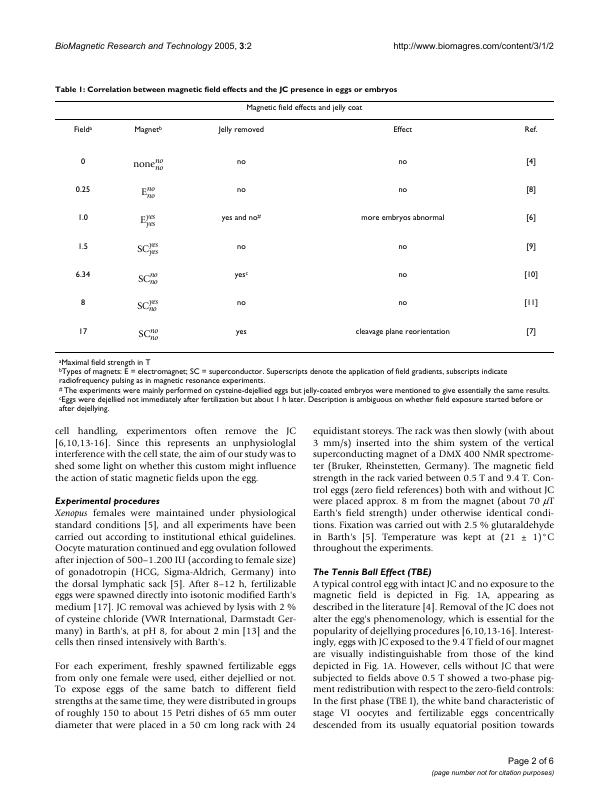 BioMagnetic Research and Technology 2005, 3:2
http://www.biomagres.com/content/3/1/2
Table 1: Correlation between magnetic field effects and the JC presence in eggs or embryos
Magnetic field effects and jelly coat
Fieldᵃ Magnetᵇ Jelly removed Effect Ref.
0 none no no no no [4]
0.25 E no no no no [8]
1.0 E yes yes yes and no# more embryos abnormal [6]
1.5 SC yes yes no no [9]
6.34 SC no no yesᶜ no [10]
8 SC yes no no no [11]
17 SC no no yes cleavage plane reorientation [7]
ᵃMaximal field strength in T
ᵇTypes of magnets: E = electromagnet; SC = superconductor. Superscripts denote the application of field gradients, subscripts indicate
radiofrequency pulsing as in magnetic resonance experiments.
# The experiments were mainly performed on cysteine-dejellied eggs but jelly-coated embryos were mentioned to give essentially the same results.
ᶜEggs were dejellied not immediately after fertilization but about 1 h later. Description is ambiguous on whether field exposure started before or
after dejellying.
cell handling, experimentors often remove the JC
[6,10,13-16]. Since this represents an unphysiologlal
interference with the cell state, the aim of our study was to
shed some light on whether this custom might influence
the action of static magnetic fields upon the egg.
Experimental procedures
Xenopus females were maintained under physiological
standard conditions [5], and all experiments have been
carried out according to institutional ethical guidelines.
Oocyte maturation continued and egg ovulation followed
after injection of 500–1.200 IU (according to female size)
of gonadotropin (HCG, Sigma-Aldrich, Germany) into
the dorsal lymphatic sack [5]. After 8–12 h, fertilizable
eggs were spawned directly into isotonic modified Earth's
medium [17]. JC removal was achieved by lysis with 2 %
of cysteine chloride (VWR International, Darmstadt Ger-
many) in Barth's, at pH 8, for about 2 min [13] and the
cells then rinsed intensively with Barth's.
For each experiment, freshly spawned fertilizable eggs
from only one female were used, either dejellied or not.
To expose eggs of the same batch to different field
strengths at the same time, they were distributed in groups
of roughly 150 to about 15 Petri dishes of 65 mm outer
diameter that were placed in a 50 cm long rack with 24
equidistant storeys. The rack was then slowly (with about
3 mm/s) inserted into the shim system of the vertical
superconducting magnet of a DMX 400 NMR spectrome-
ter (Bruker, Rheinstetten, Germany). The magnetic field
strength in the rack varied between 0.5 T and 9.4 T. Con-
trol eggs (zero field references) both with and without JC
were placed approx. 8 m from the magnet (about 70 μT
Earth's field strength) under otherwise identical condi-
tions. Fixation was carried out with 2.5 % glutaraldehyde
in Barth's [5]. Temperature was kept at (21 ± 1)°C
throughout the experiments.
The Tennis Ball Effect (TBE)
A typical control egg with intact JC and no exposure to the
magnetic field is depicted in Fig. 1A, appearing as
described in the literature [4]. Removal of the JC does not
alter the egg's phenomenology, which is essential for the
popularity of dejellying procedures [6,10,13-16]. Interest-
ingly, eggs with JC exposed to the 9.4 T field of our magnet
are visually indistinguishable from those of the kind
depicted in Fig. 1A. However, cells without JC that were
subjected to fields above 0.5 T showed a two-phase pig-
ment redistribution with respect to the zero-field controls:
In the first phase (TBE I), the white band characteristic of
stage VI oocytes and fertilizable eggs concentrically
descended from its usually equatorial position towards
Page 2 of 6
(page number not for citation purposes)